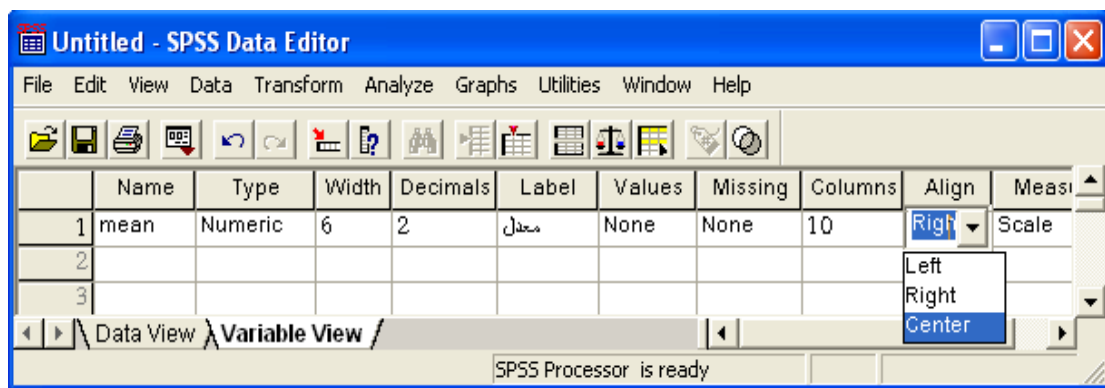 SPSS
Untitled - SPSS Data Editor
File Edit View Data Transform Analyze Graphs Utilities Window Help
Name Type Width Decimals Label Values Missing Columns Align Measu
1 mean Numeric 6 2 معدل None None 10 Righ Scale
2 Left
3 Right
Center
Data View Variable View
SPSS Processor is ready